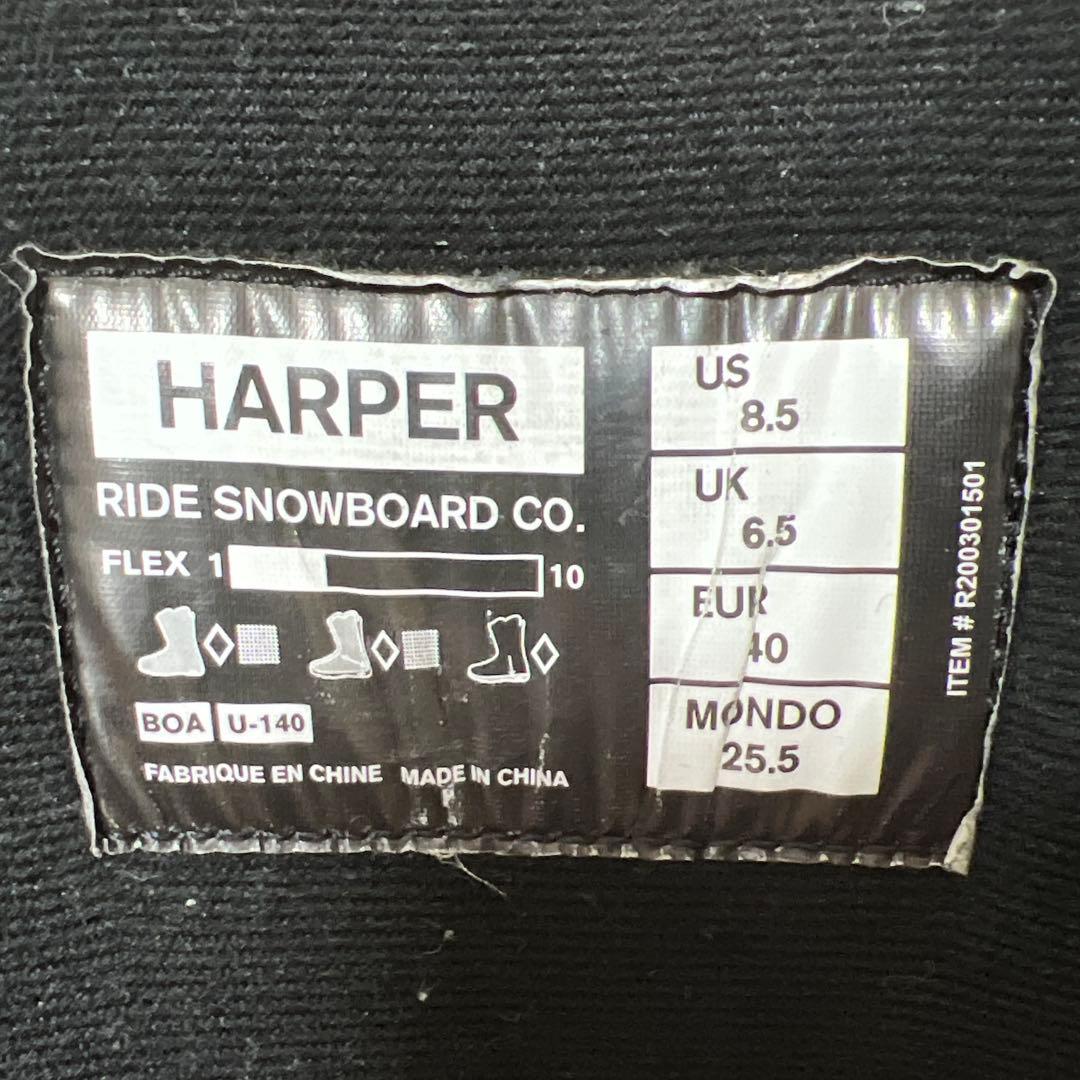 HARPER
RIDE SNOWBOARD CO.
FLEX 1 10
BOA U-140
FABRIQUE EN CHINE MADE IN CHINA
US
8.5
UK
6.5
EUR
40
MONDO
25.5
ITEM # R200301501